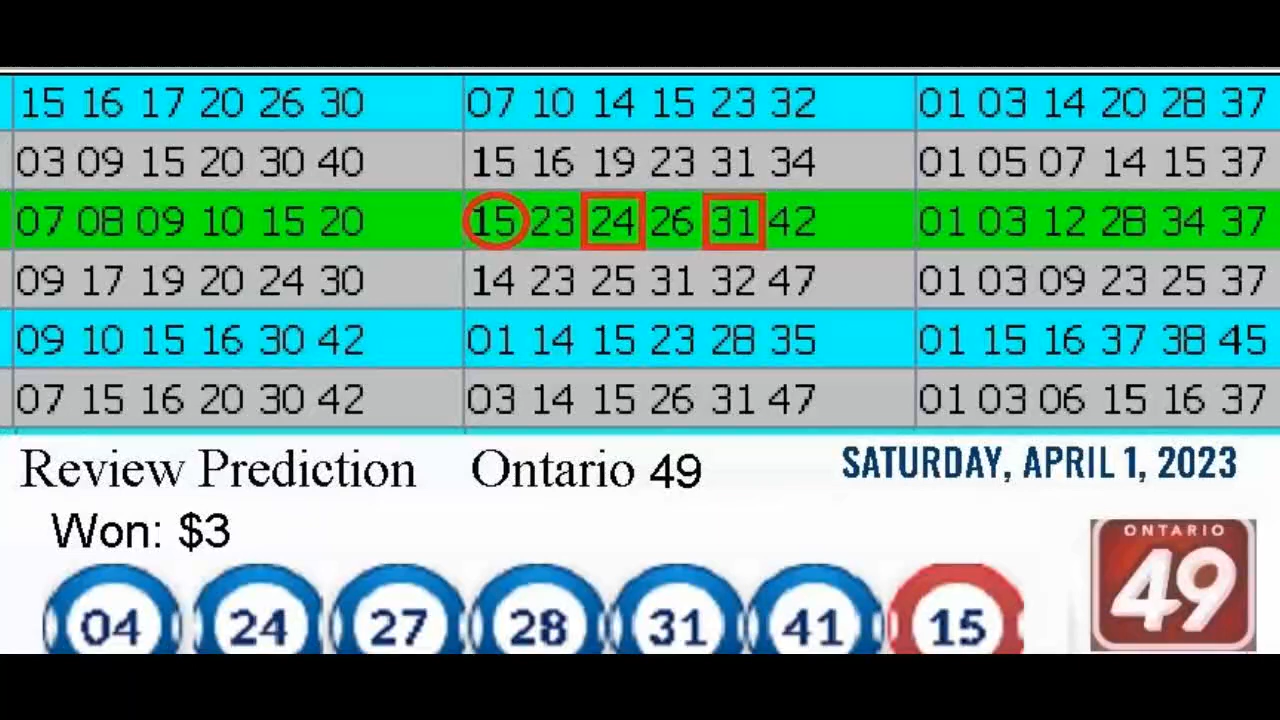 15 16 17 20 26 30 07 10 14 15 23 32 01 03 14 20 28 37
03 09 15 20 30 40 15 16 19 23 31 34 01 05 07 14 15 37
07 08 09 10 15 20 15 23 24 26 31 42 01 03 12 28 34 37
09 17 19 20 24 30 14 23 25 31 32 47 01 03 09 23 25 37
09 10 15 16 30 42 01 14 15 23 28 35 01 15 16 37 38 45
07 15 16 20 30 42 03 14 15 26 31 47 01 03 06 15 16 37
Review Prediction Ontario 49 SATURDAY, APRIL 1, 2023
Won: $3
ONTARIO
49
04 24 27 28 31 41 15